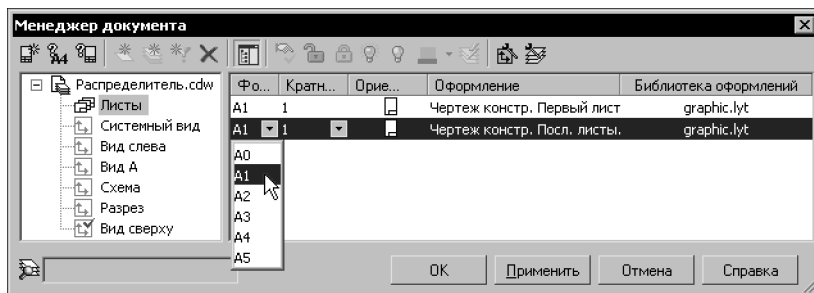 Менеджер документа
A4
Распределитель.cdw
Листы
Системный вид
Вид слева
Вид А
Схема
Разрез
Вид сверху
Фо... Кратн... Орие... Оформление Библиотека оформлений
A1 1 Чертеж констр. Первый лист graphic.lyt
A1 1 Чертеж констр. Посл. листы. graphic.lyt
A0
A1
A2
A3
A4
A5
OK Применить Отмена Справка